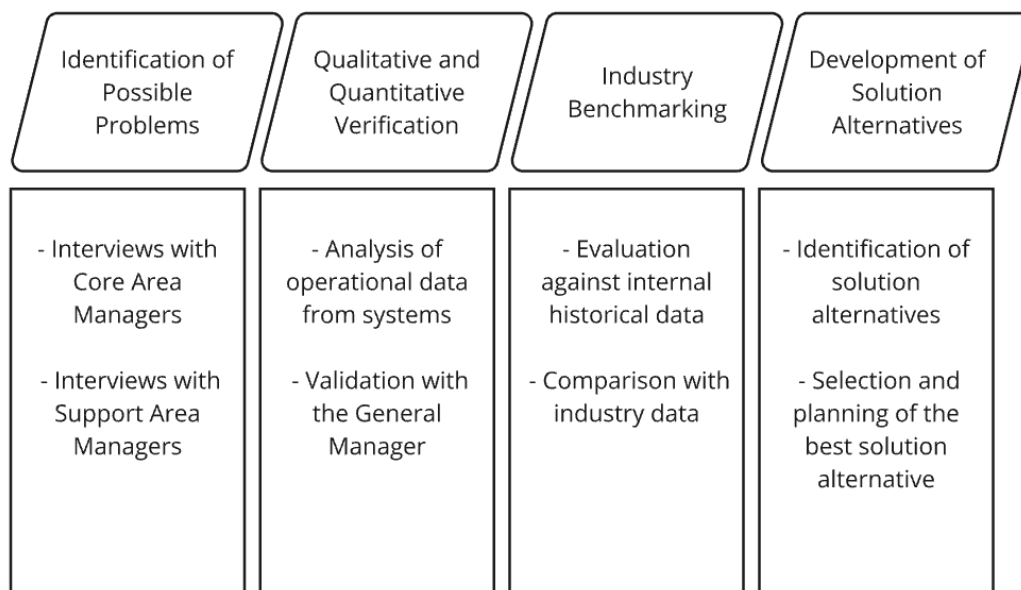 Identification of
Possible
Problems
Qualitative and
Quantitative
Verification
Industry
Benchmarking
Development of
Solution
Alternatives
- Interviews with
Core Area
Managers
- Interviews with
Support Area
Managers
- Analysis of
operational data
from systems
- Validation with
the General
Manager
- Evaluation
against internal
historical data
- Comparison with
industry data
- Identification of
solution
alternatives
- Selection and
planning of the
best solution
alternative